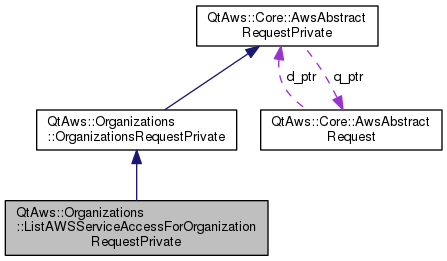 QtAws::Core::AwsAbstract
RequestPrivate
d_ptr
q_ptr
QtAws::Organizations
::OrganizationsRequestPrivate
QtAws::Core::AwsAbstract
Request
QtAws::Organizations
::ListAWSServiceAccessForOrganization
RequestPrivate